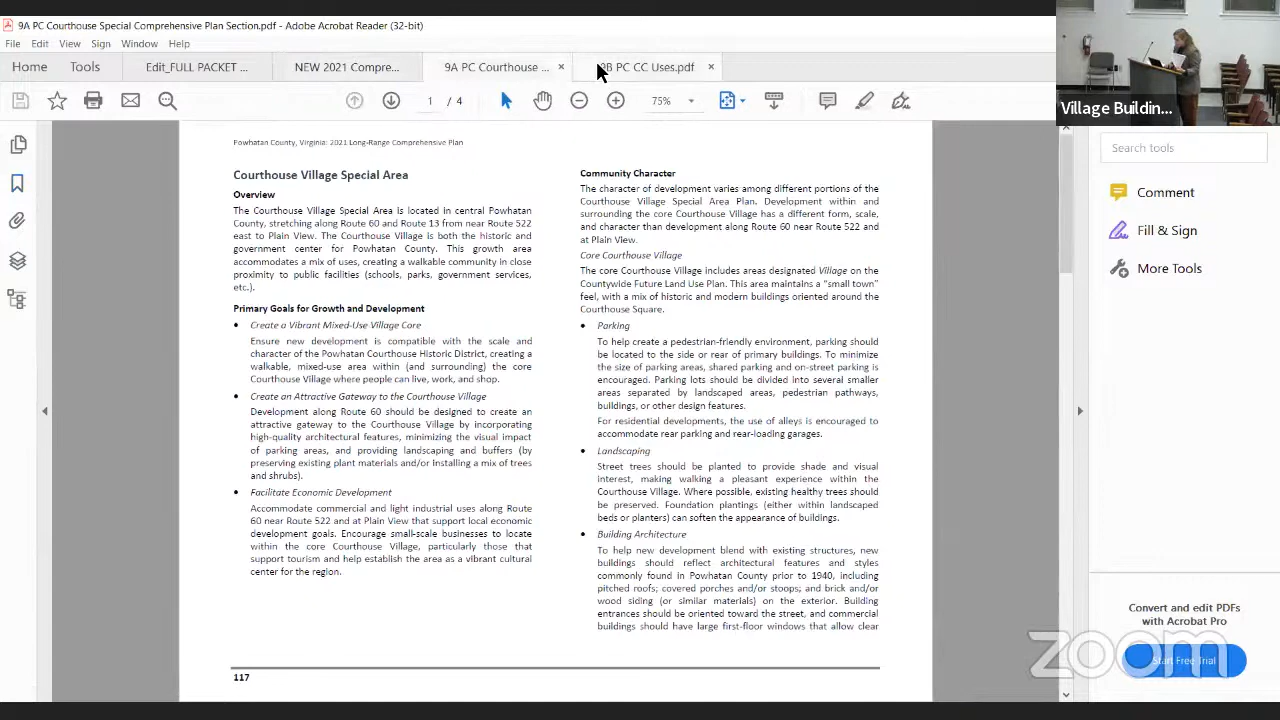 9A PC Courthouse Special Comprehensive Plan Section.pdf - Adobe Acrobat Reader (32-bit)
File Edit View Sign Window Help
Home Tools Edit_FULL PACKET ... NEW 2021 Compre 9A PC Courthouse ... × 9B PC CC Uses.pdf ×
1 / 4 75%
Village Buildin...
Search tools
Comment
Fill & Sign
More Tools
Powhatan County, Virginia: 2021 Long-Range Comprehensive Plan
Courthouse Village Special Area
Overview
The Courthouse Village Special Area is located in central Powhatan
County, stretching along Route 60 and Route 13 from near Route 522
east to Plain View. The Courthouse Village is both the historic and
government center for Powhatan County. This growth area
accommodates a mix of uses, creating a walkable community in close
proximity to public facilities (schools, parks, government services,
etc.).
Primary Goals for Growth and Development
• Create a Vibrant Mixed-Use Village Core
Ensure new development is compatible with the scale and
character of the Powhatan Courthouse Historic District, creating a
walkable, mixed-use area within (and surrounding) the core
Courthouse Village where people can live, work, and shop.
• Create an Attractive Gateway to the Courthouse Village
Development along Route 60 should be designed to create an
attractive gateway to the Courthouse Village by incorporating
high-quality architectural features, minimizing the visual impact
of parking areas, and providing landscaping and buffers (by
preserving existing plant materials and/or installing a mix of trees
and shrubs).
• Facilitate Economic Development
Accommodate commercial and light industrial uses along Route
60 near Route 522 and at Plain View that support local economic
development goals. Encourage small-scale businesses to locate
within the core Courthouse Village, particularly those that
support tourism and help establish the area as a vibrant cultural
center for the region.
Community Character
The character of development varies among different portions of the
Courthouse Village Special Area Plan. Development within and
surrounding the core Courthouse Village has a different form, scale,
and character than development along Route 60 near Route 522 and
at Plain View.
Core Courthouse Village
The core Courthouse Village includes areas designated Village on the
Countywide Future Land Use Plan. This area maintains a “small town”
feel, with a mix of historic and modern buildings oriented around the
Courthouse Square.
• Parking
To help create a pedestrian-friendly environment, parking should
be located to the side or rear of primary buildings. To minimize
the size of parking areas, shared parking and on-street parking is
encouraged. Parking lots should be divided into several smaller
areas separated by landscaped areas, pedestrian pathways,
buildings, or other design features.
For residential developments, the use of alleys is encouraged to
accommodate rear parking and rear-loading garages.
• Landscaping
Street trees should be planted to provide shade and visual
interest, making walking a pleasant experience within the
Courthouse Village. Where possible, existing healthy trees should
be preserved. Foundation plantings (either within landscaped
beds or planters) can soften the appearance of buildings.
• Building Architecture
To help new development blend with existing structures, new
buildings should reflect architectural features and styles
commonly found in Powhatan County prior to 1940, including
pitched roofs; covered porches and/or stoops; and brick and/or
wood siding (or similar materials) on the exterior. Building
entrances should be oriented toward the street, and commercial
buildings should have large first-floor windows that allow clear
117
Convert and edit PDFs
with Acrobat Pro
Start Free Trial
zoom